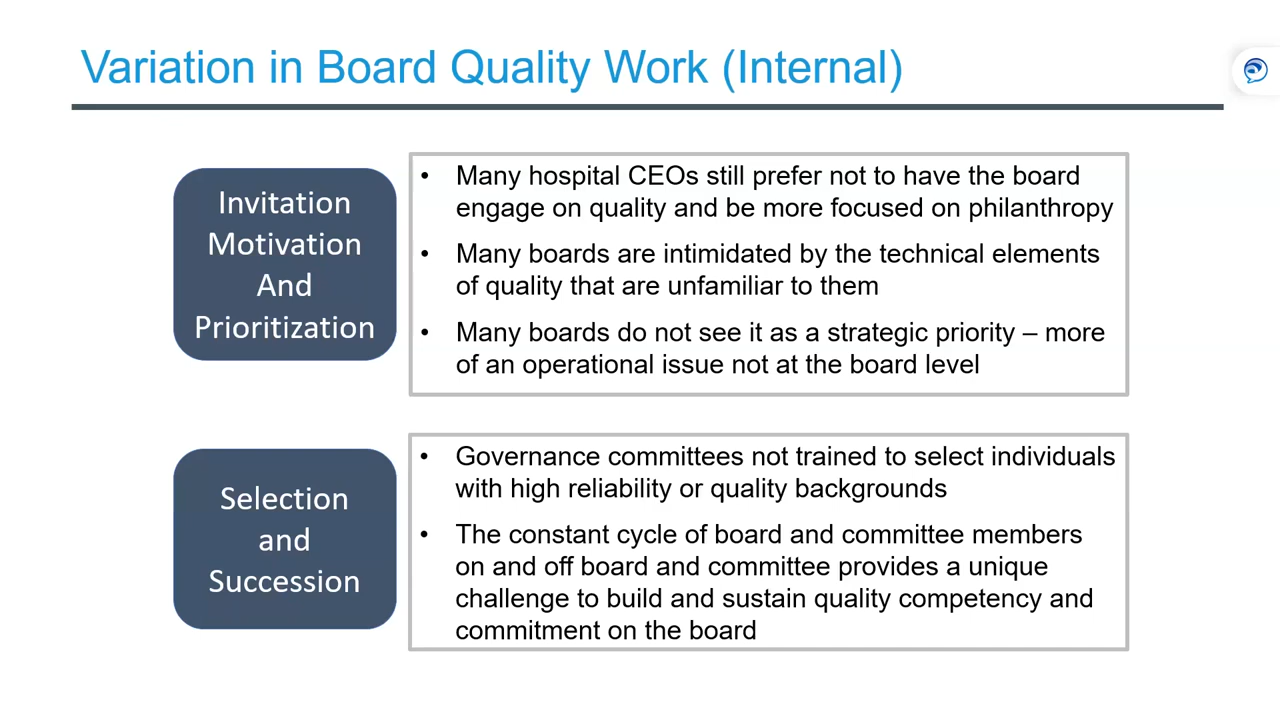 Variation in Board Quality Work (Internal)
Invitation
Motivation
And
Prioritization
• Many hospital CEOs still prefer not to have the board
engage on quality and be more focused on philanthropy
• Many boards are intimidated by the technical elements
of quality that are unfamiliar to them
• Many boards do not see it as a strategic priority – more
of an operational issue not at the board level
Selection
and
Succession
• Governance committees not trained to select individuals
with high reliability or quality backgrounds
• The constant cycle of board and committee members
on and off board and committee provides a unique
challenge to build and sustain quality competency and
commitment on the board